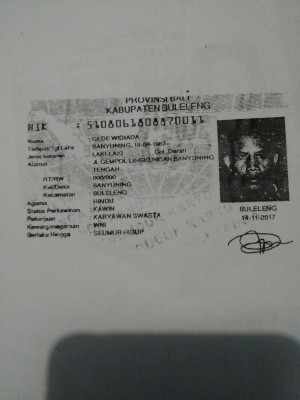 PROVINSI BALI
KABUPATEN BULELENG
NIK : 5108061808870011
Nama : GEDE WIDIADA
Tempat/Tgl Lahir : BANYUNING, 18-08-1987
Jenis kelamin : LAKI-LAKI Gol. Darah
Alamat : JL GEMPOL LINGKUNGAN BANYUNING
TENGAH
RT/RW : 000/000
Kel/Desa : BANYUNING
Kecamatan : BULELENG
Agama : HINDU
Status Perkawinan : KAWIN
Pekerjaan : KARYAWAN SWASTA
Kewarganegaraan : WNI
Berlaku Hingga : SEUMUR HIDUP
BULELENG
14-11-2017